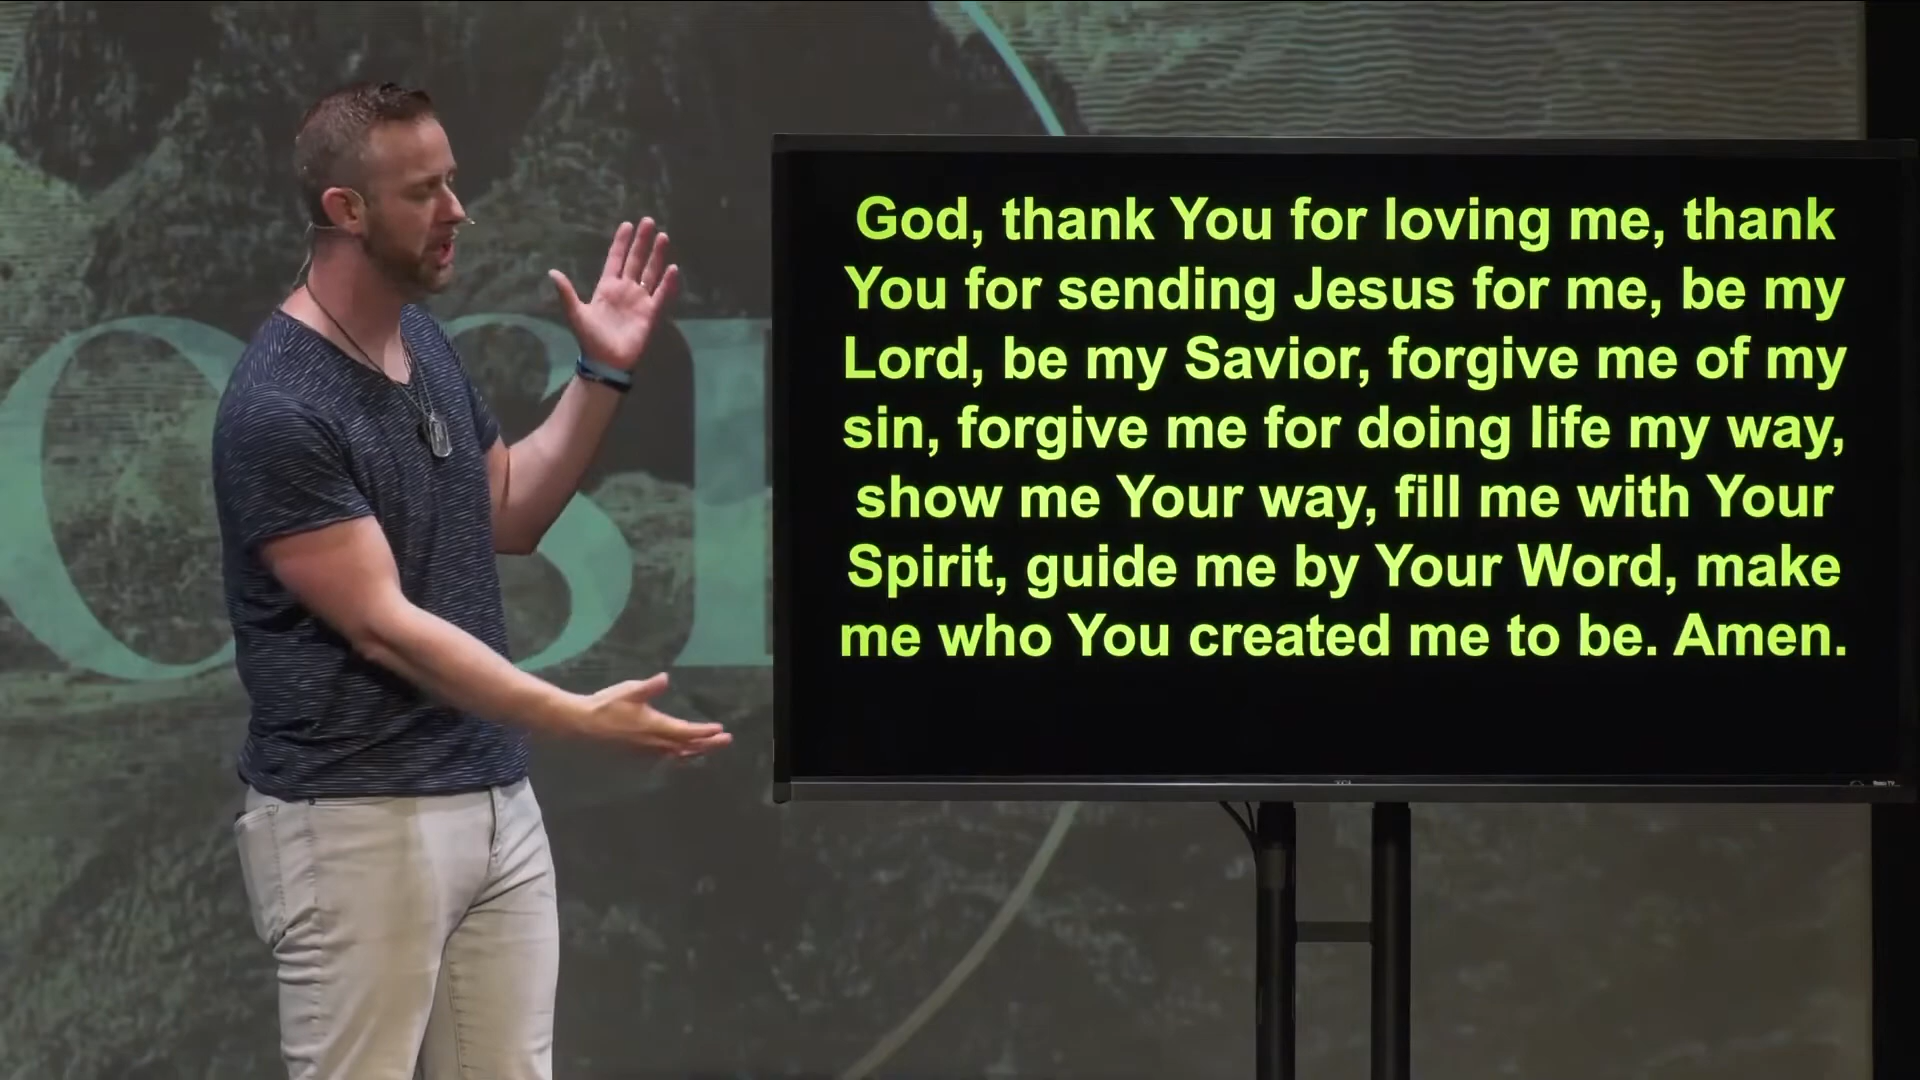 God, thank You for loving me, thank
You for sending Jesus for me, be my
Lord, be my Savior, forgive me of my
sin, forgive me for doing life my way,
show me Your way, fill me with Your
Spirit, guide me by Your Word, make
me who You created me to be. Amen.
TCL